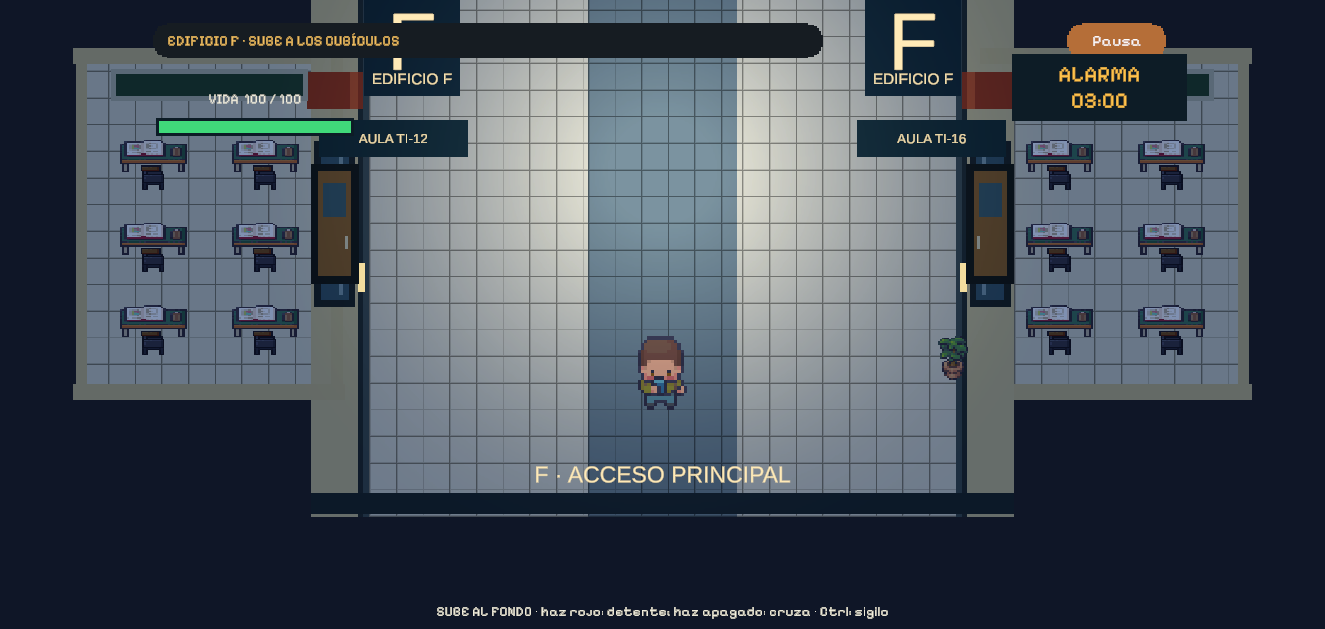 EDIFICIO F · SUBE A LOS CUBÍCULOS
F
EDIFICIO F
F
EDIFICIO F
Pausa
ALARMA
03:00
VIDA 100 / 100
AULA TI-12
AULA TI-16
F · ACCESO PRINCIPAL
SUBE AL FONDO · haz rojo: detente; haz apagado: cruza · Ctrl: sigilo